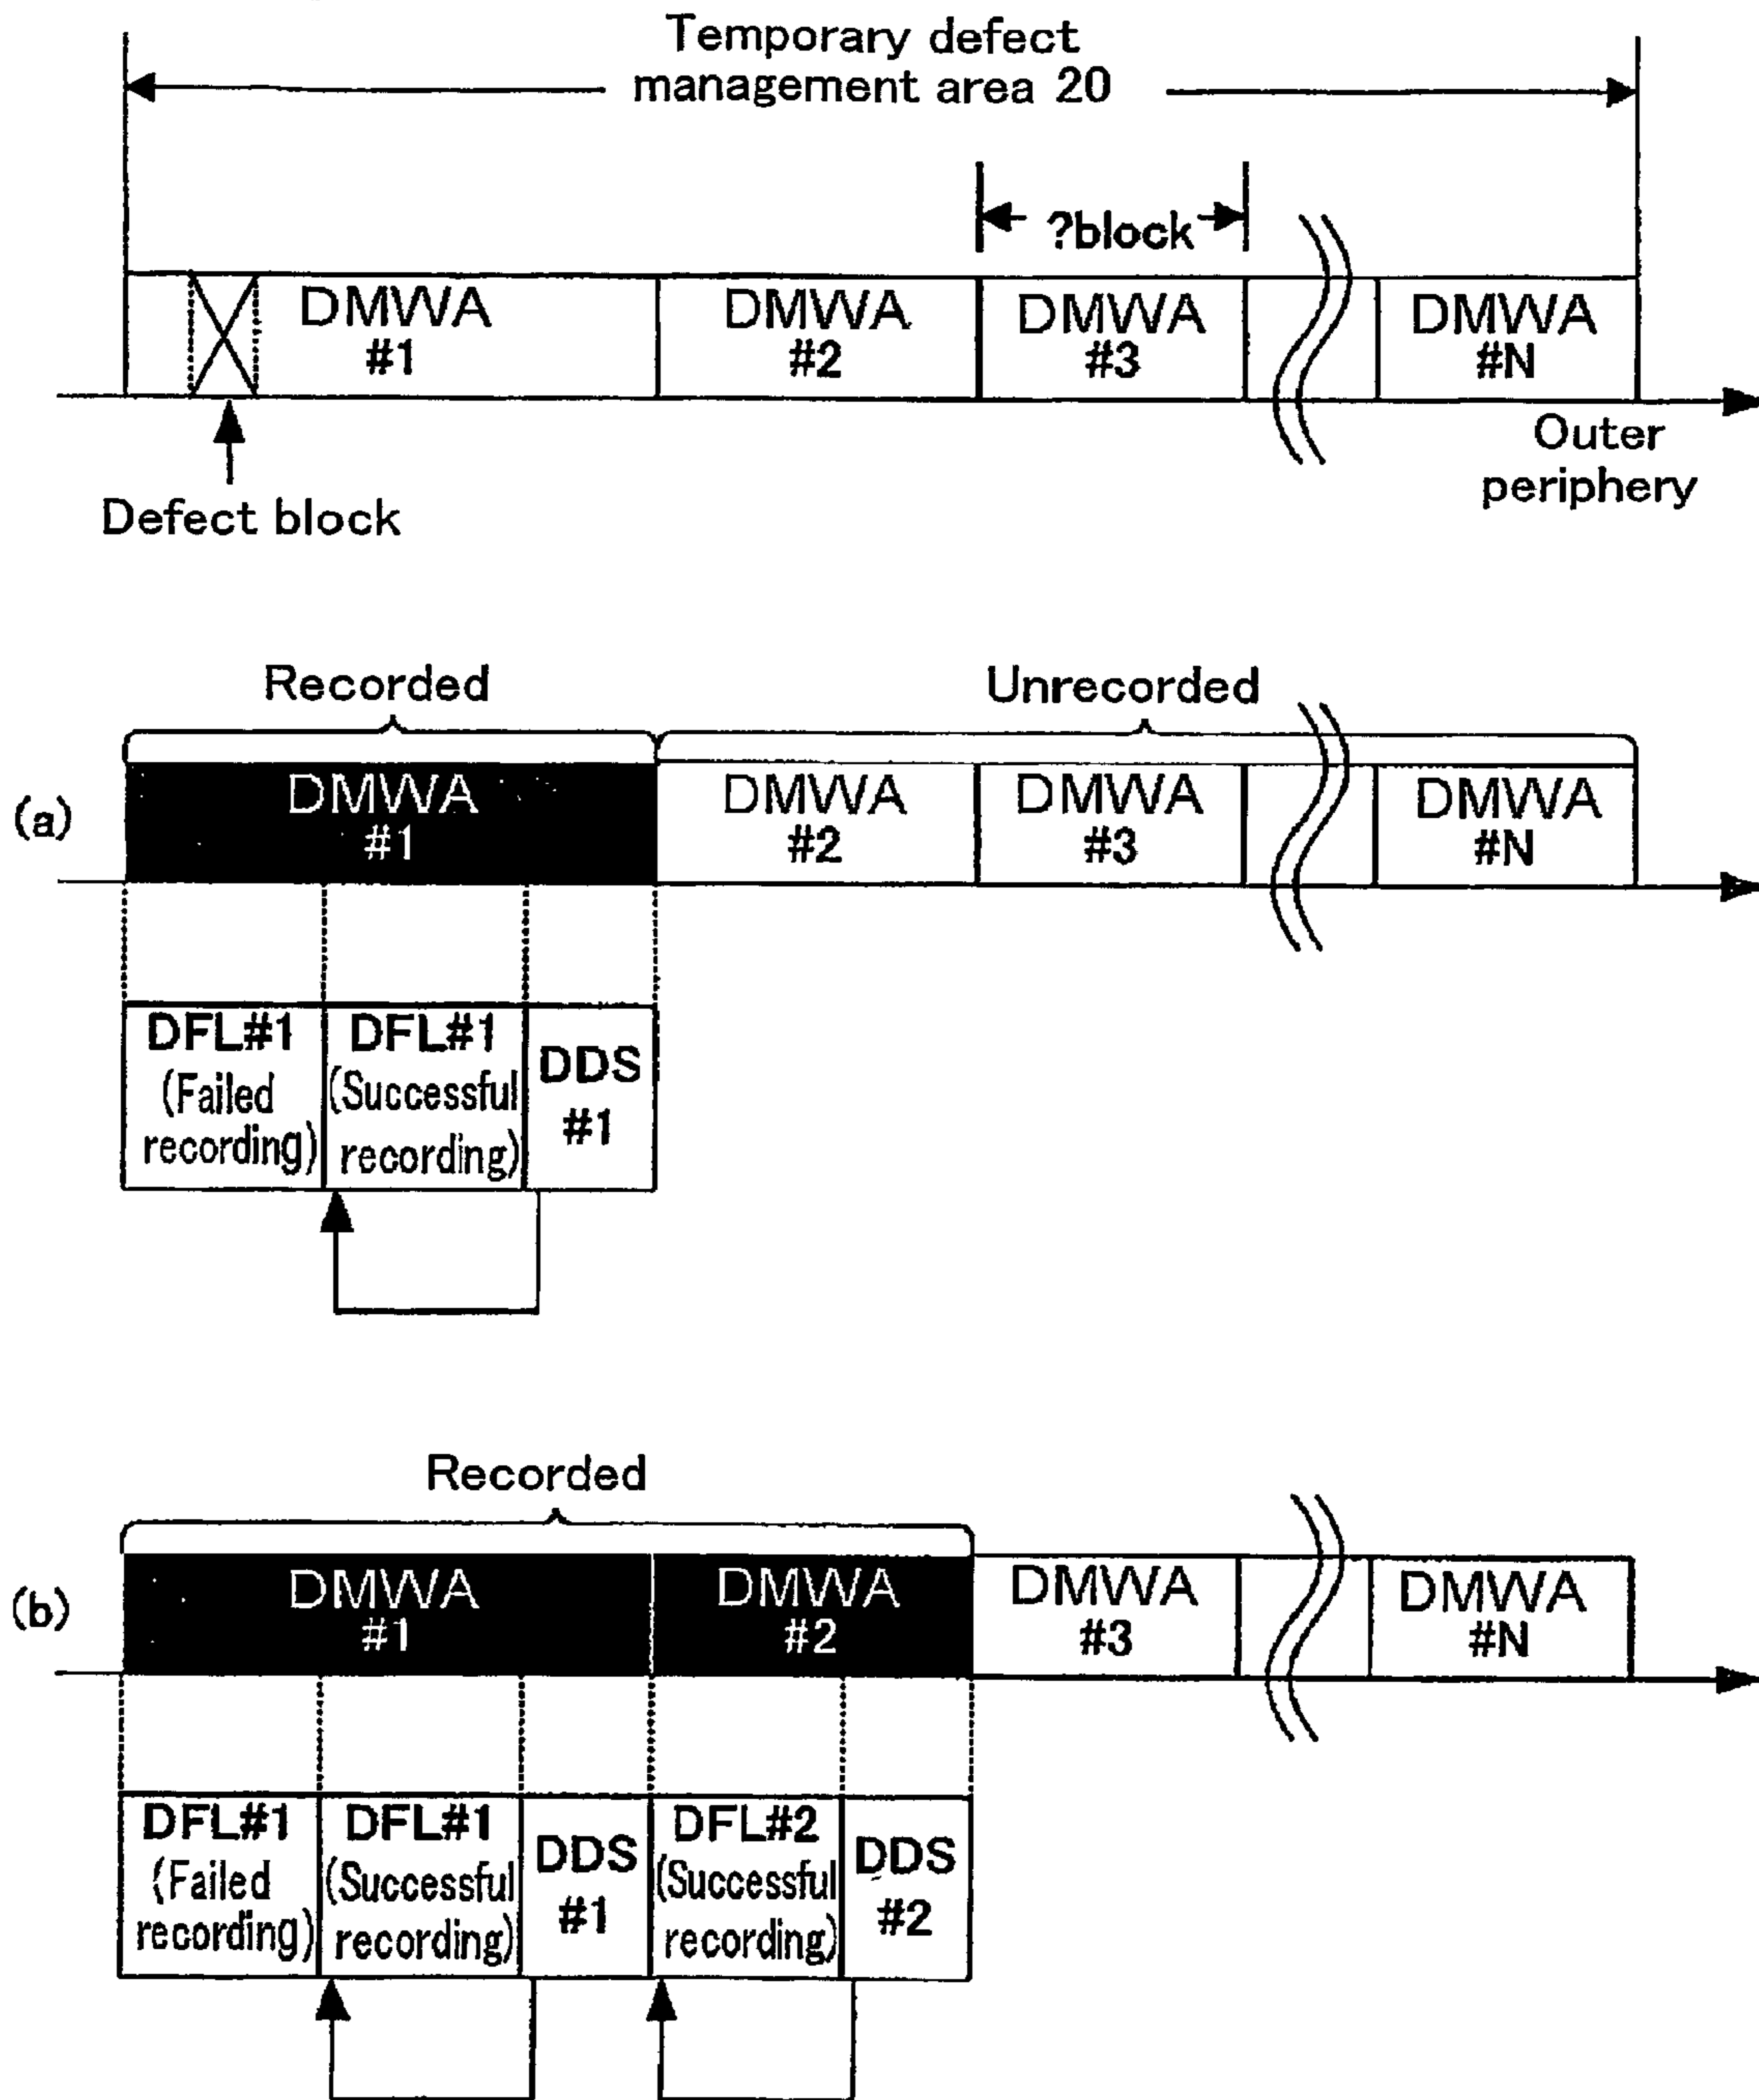 Temporary defect
management area 20
?block
DMWA
#1
DMWA
#2
DMWA
#3
DMWA
#N
Outer
periphery
Defect block
Recorded
Unrecorded
(a)
DMWA
#1
DMWA
#2
DMWA
#3
DMWA
#N
DFL#1
(Failed
recording)
DFL#1
(Successful
recording)
DDS
#1
Recorded
(b)
DMWA
#1
DMWA
#2
DMWA
#3
DMWA
#N
DFL#1
(Failed
recording)
DFL#1
(Successful
recording)
DDS
#1
DFL#2
(Successful
recording)
DDS
#2